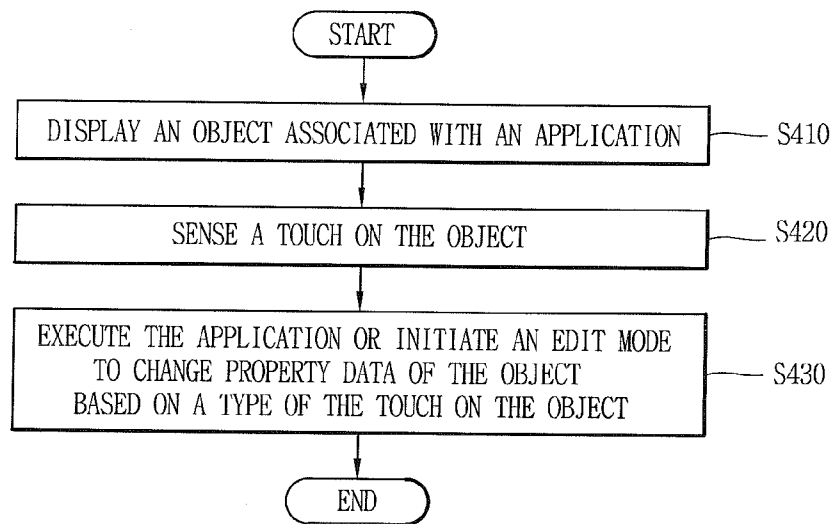 START
DISPLAY AN OBJECT ASSOCIATED WITH AN APPLICATION
S410
SENSE A TOUCH ON THE OBJECT
S420
EXECUTE THE APPLICATION OR INITIATE AN EDIT MODE
TO CHANGE PROPERTY DATA OF THE OBJECT
BASED ON A TYPE OF THE TOUCH ON THE OBJECT
S430
END